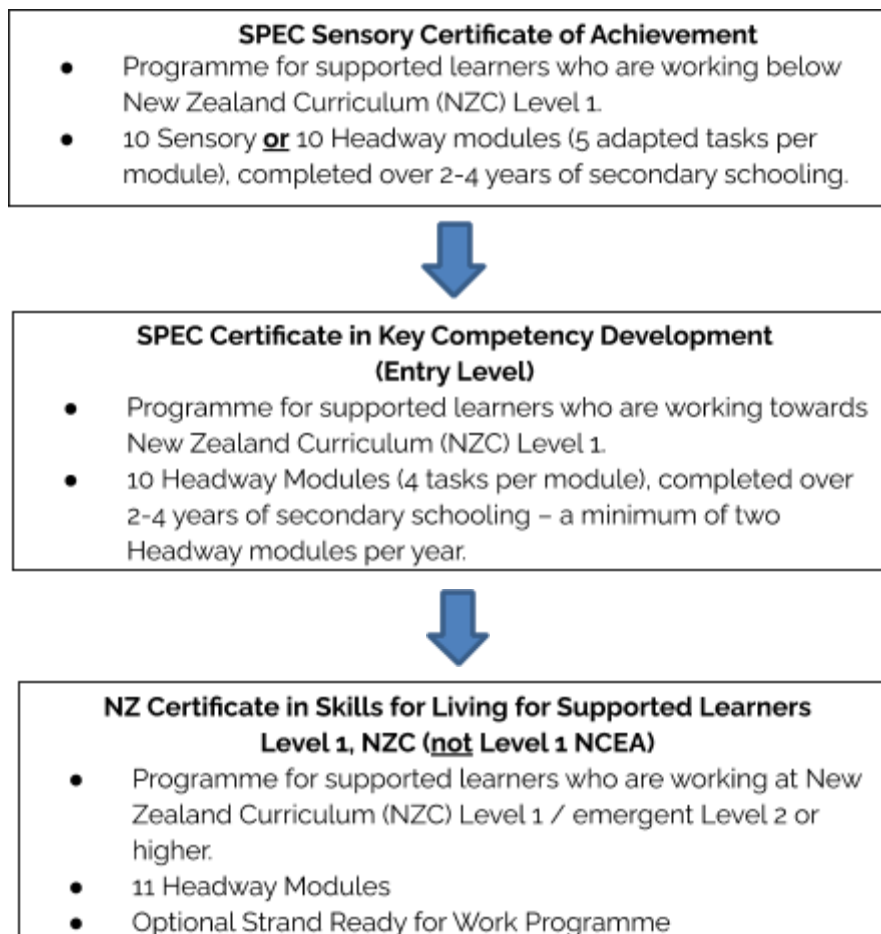 SPEC Sensory Certificate of Achievement
● Programme for supported learners who are working below
New Zealand Curriculum (NZC) Level 1.
● 10 Sensory or 10 Headway modules (5 adapted tasks per
module), completed over 2-4 years of secondary schooling.
SPEC Certificate in Key Competency Development
(Entry Level)
● Programme for supported learners who are working towards
New Zealand Curriculum (NZC) Level 1.
● 10 Headway Modules (4 tasks per module), completed over
2-4 years of secondary schooling – a minimum of two
Headway modules per year.
NZ Certificate in Skills for Living for Supported Learners
Level 1, NZC (not Level 1 NCEA)
● Programme for supported learners who are working at New
Zealand Curriculum (NZC) Level 1 / emergent Level 2 or
higher.
● 11 Headway Modules
● Optional Strand Ready for Work Programme